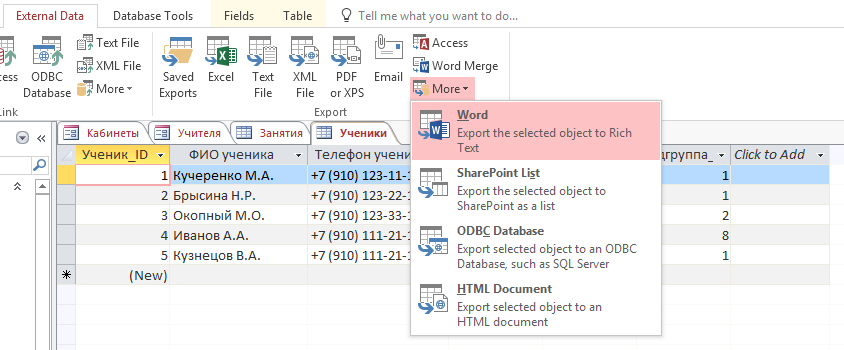 External Data
Database Tools
Fields
Table
Tell me what you want to do...
ODBC
Database
Text File
XML File
More
Saved
Exports
Excel
Text
File
XML
File
PDF
or XPS
Email
Access
Word Merge
More
Export
Word
Export the selected object to Rich
Text
SharePoint List
Export the selected object to
SharePoint as a list
ODBC Database
Export selected object to an ODBC
Database, such as SQL Server
HTML Document
Export selected object to an
HTML document
Кабинеты
Учителя
Занятия
Ученики
Ученик_ID ФИО ученика Телефон учени дгруппа_ Click to Add
1 Кучеренко М.А. +7 (910) 123-11-1 1
2 Брысина Н.Р. +7 (910) 123-22-1 1
3 Окопный М.О. +7 (910) 123-33-1 2
4 Иванов А.А. +7 (910) 111-21-1 8
5 Кузнецов В.А. +7 (910) 111-21-1 1
(New)